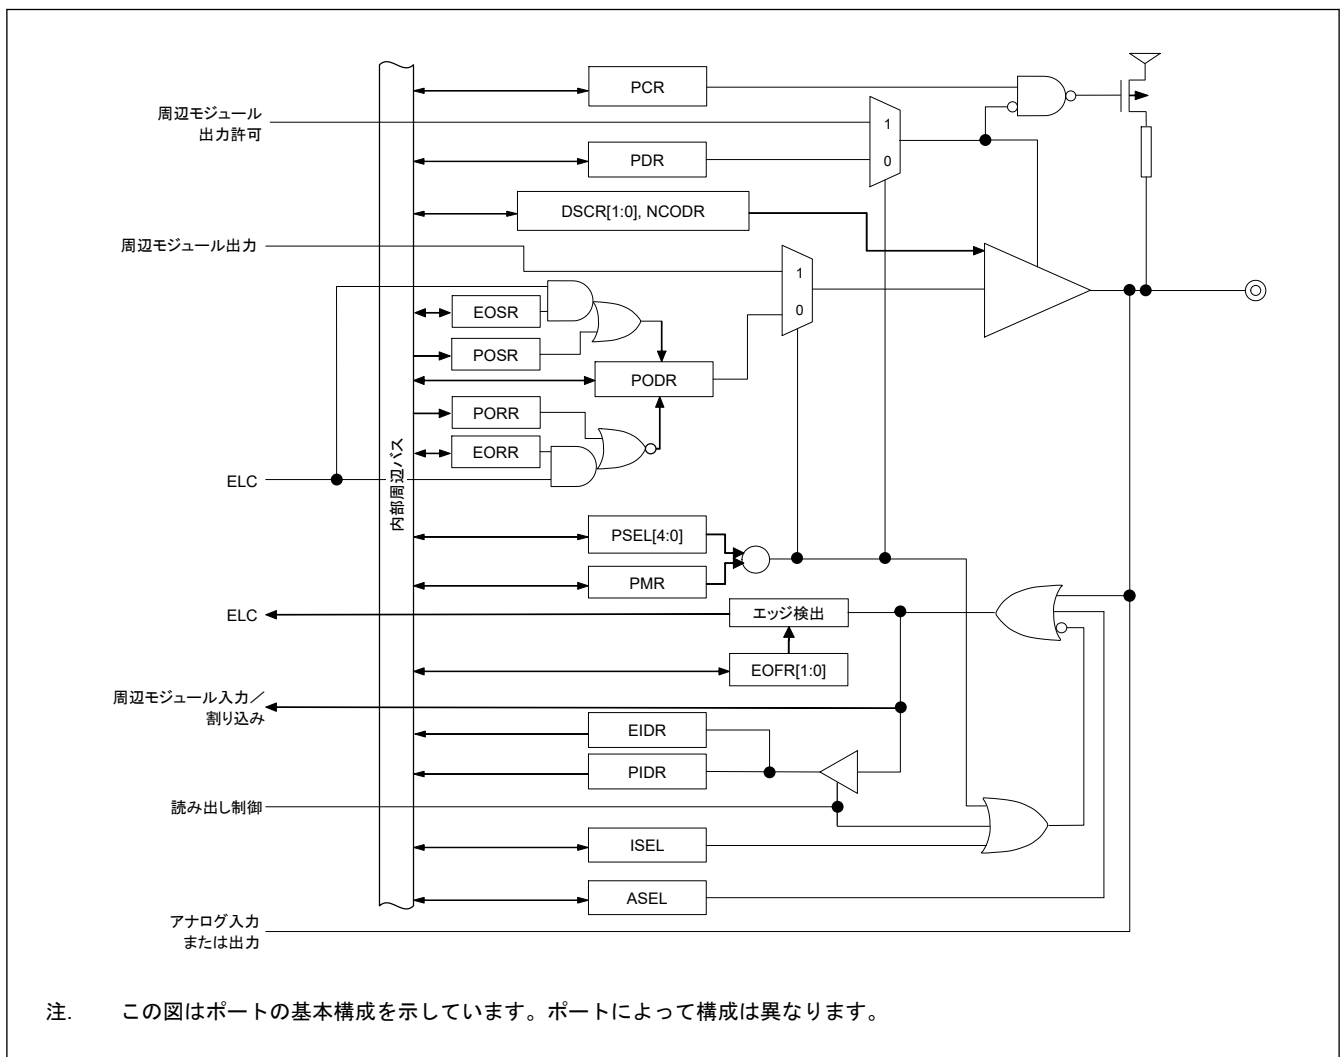 PCR
周辺モジュール
出力許可
1
PDR
0
DSCR[1:0], NCODR
周辺モジュール出力
1
EOSR
0
POSR
PODR
PORR
EORR
内部周辺バス
ELC
PSEL[4:0]
PMR
ELC
エッジ検出
EOFR[1:0]
周辺モジュール入力／
割り込み
EIDR
PIDR
読み出し制御
ISEL
ASEL
アナログ入力
または出力
注. この図はポートの基本構成を示しています。ポートによって構成は異なります。